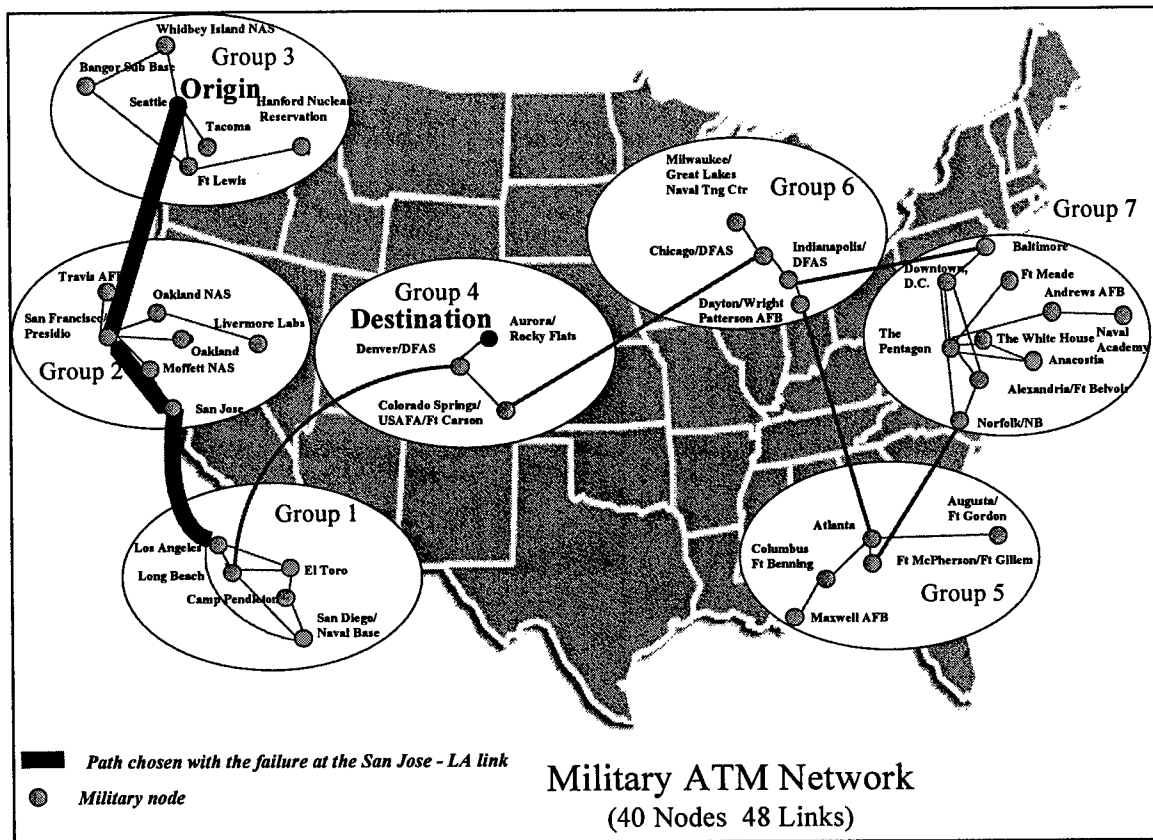 Whidbey Island NAS
Group 3
Bangor Sub Base
Origin
Seattle
Hanford Nuclear
Reservation
Tacoma
Ft Lewis
Milwaukee/
Great Lakes
Naval Tng Ctr
Group 6
Group 7
Chicago/DFAS
Indianapolis/
DFAS
Dayton/Wright
Patterson AFB
Baltimore
Downtown,
D.C.
Ft Meade
Andrews AFB
The White House
Naval
Academy
The
Pentagon
Anacostia
Alexandria/Ft Belvoir
Norfolk/NB
Travis AFB
Oakland NAS
San Francisco/
Presidio
Livermore Labs
Oakland
Group 2
Moffett NAS
San Jose
Group 4
Destination
Aurora/
Rocky Flats
Denver/DFAS
Colorado Springs/
USAFA/Ft Carson
Group 1
Los Angeles
Long Beach
El Toro
Camp Pendleton
San Diego/
Naval Base
Augusta/
Ft Gordon
Atlanta
Columbus
Ft Benning
Ft McPherson/Ft Gillem
Group 5
Maxwell AFB
Path chosen with the failure at the San Jose - LA link
Military node
Military ATM Network
(40 Nodes 48 Links)